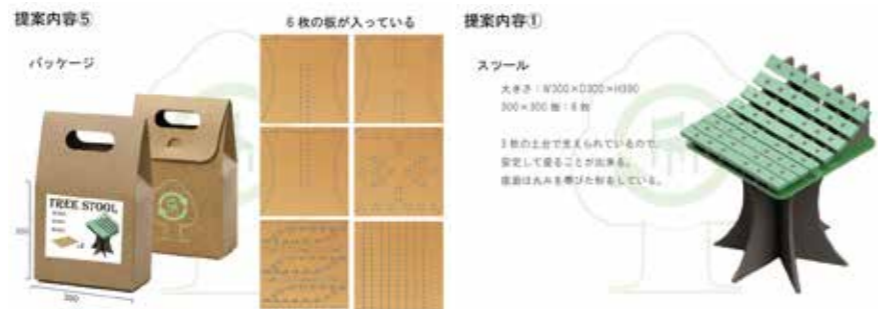 提案内容⑤
6枚の板が入っている
パッケージ
TREE STOOL
300
提案内容①
スツール
大きさ:W300×D300×H390
300×300 板:6枚
3枚の土台で支えられているので、
安定して座ることが出来る。
座面は丸みを帯びた形をしている。